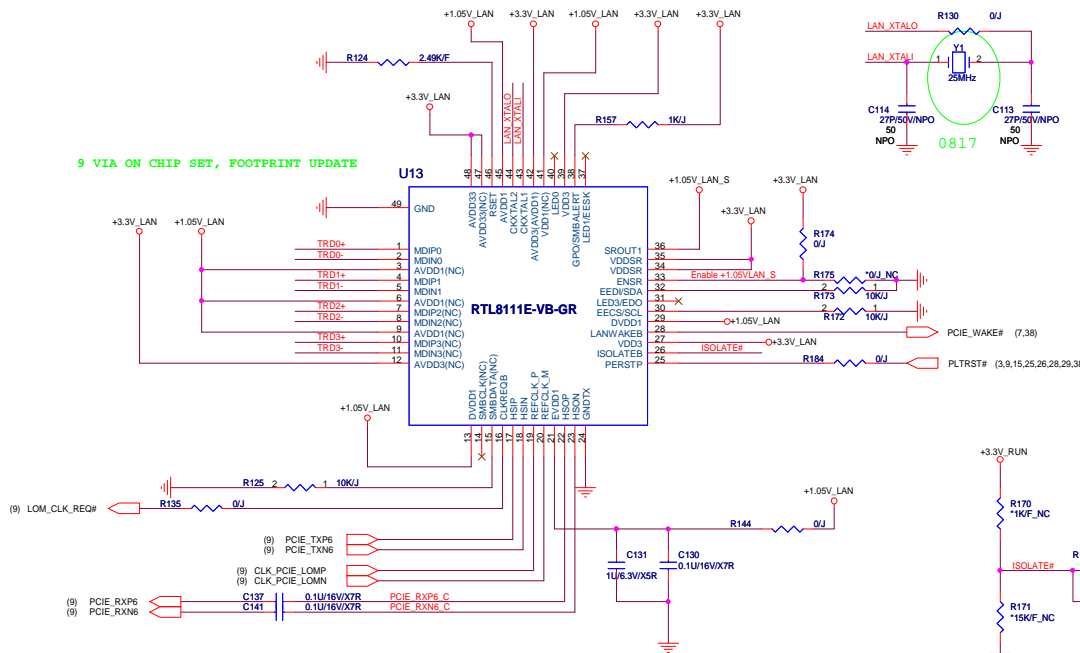 +1.05V_LAN
+3.3V_LAN
+1.05V_LAN
+3.3V_LAN
+3.3V_LAN
R124
2.49K/F
+3.3V_LAN
LAN_XTALO
LAN_XTALI
R157
1K/J
9 VIA ON CHIP SET, FOOTPRINT UPDATE
U13
48
47
46
45
44
43
42
41
40
39
38
37
AVDD33
AVDD33(NC)
RSET
AVDD1
CKXTAL2
CKXTAL1
AVDD3(AVDD1)
VDD1(NC)
LED0
VDD3
GPO/SMBALERT
LED1/EESK
49
GND
+3.3V_LAN
+1.05V_LAN
TRD0+
1
MDIP0
TRD0-
2
MDIN0
3
AVDD1(NC)
TRD1+
4
MDIP1
TRD1-
5
MDIN1
6
AVDD1(NC)
TRD2+
7
MDIP2(NC)
TRD2-
8
MDIN2(NC)
9
AVDD1(NC)
TRD3+
10
MDIP3(NC)
TRD3-
11
MDIN3(NC)
12
AVDD3(NC)
RTL8111E-VB-GR
SROUT1
36
VDDSR
35
VDDSR
34
ENSR
33
Enable +1.05VLAN_S
EEDI/SDA
32
LED3/EDO
31
EECS/SCL
30
DVDD1
29
+1.05V_LAN
LANWAKEB
28
VDD3
27
+3.3V_LAN
ISOLATEB
26
ISOLATE#
PERSTP
25
+1.05V_LAN_S
+3.3V_LAN
+3.3V_LAN
R174
0/J
R175
*0/J_NC
2
1
R173
10K/J
2
1
R172
10K/J
PCIE_WAKE# (7,38)
R184
0/J
PLTRST# (3,9,15,25,26,28,29,38
DVDD1
SMBCLK(NC)
SMBDATA(NC)
CLKREQB
HSIP
HSIN
REFCLK_P
REFCLK_M
EVDD1
HSOP
HSON
GNDTX
13
14
15
16
17
18
19
20
21
22
23
24
+1.05V_LAN
R125
2
1
10K/J
(9) LOM_CLK_REQ#
R135
0/J
(9) PCIE_TXP6
(9) PCIE_TXN6
(9) CLK_PCIE_LOMP
(9) CLK_PCIE_LOMN
(9) PCIE_RXP6
C137
0.1U/16V/X7R
PCIE_RXP6_C
(9) PCIE_RXN6
C141
0.1U/16V/X7R
PCIE_RXN6_C
+1.05V_LAN
R144
0/J
C131
1U/6.3V/X5R
C130
0.1U/16V/X7R
R130
0/J
LAN_XTALO
LAN_XTALI
Y1
1
2
25MHz
C114
27P/50V/NPO
50
NPO
C113
27P/50V/NPO
50
NPO
0817
+3.3V_RUN
R170
*1K/F_NC
ISOLATE#
R
R171
*15K/F_NC